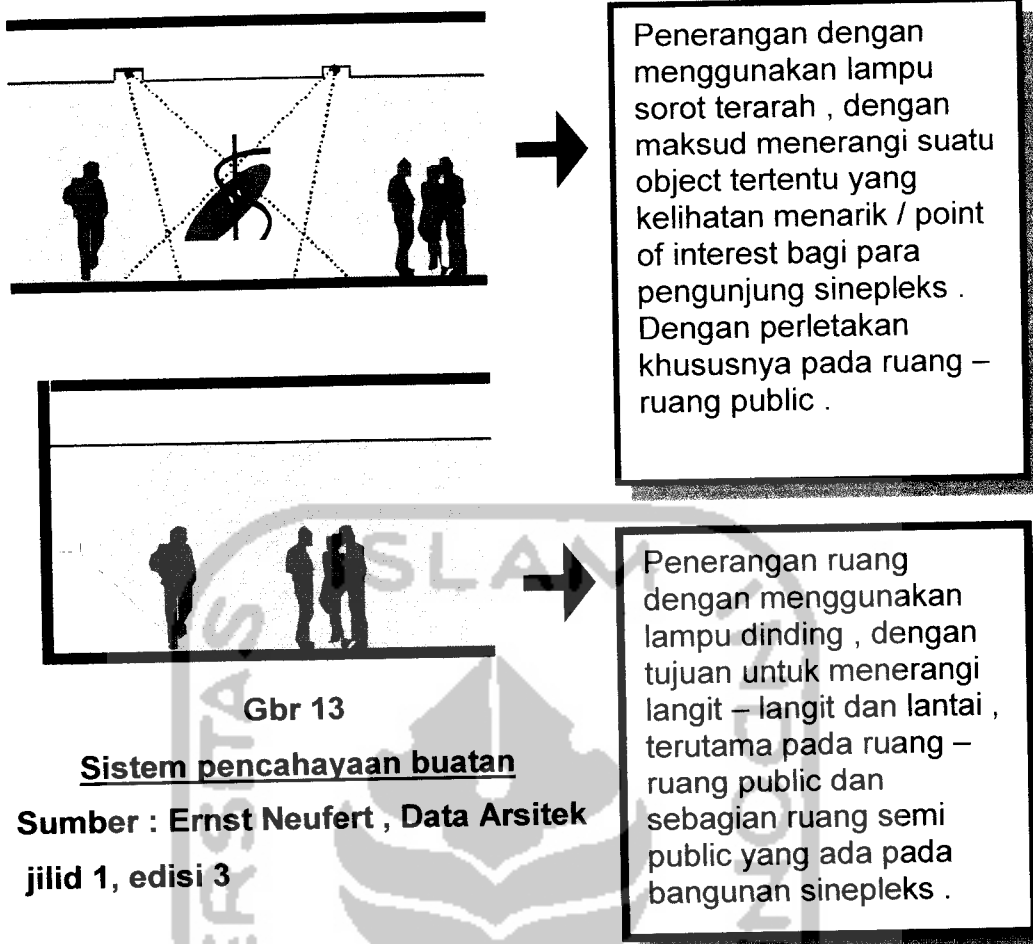 Penerangan dengan
menggunakan lampu
sorot terarah , dengan
maksud menerangi suatu
object tertentu yang
kelihatan menarik / point
of interest bagi para
pengunjung sinepleks .
Dengan perletakan
khususnya pada ruang –
ruang public .
Penerangan ruang
dengan menggunakan
lampu dinding , dengan
tujuan untuk menerangi
langit – langit dan lantai ,
terutama pada ruang –
ruang public dan
sebagian ruang semi
public yang ada pada
bangunan sinepleks .
Gbr 13
Sistem pencahayaan buatan
Sumber : Ernst Neufert , Data Arsitek
jilid 1, edisi 3
ISLAM